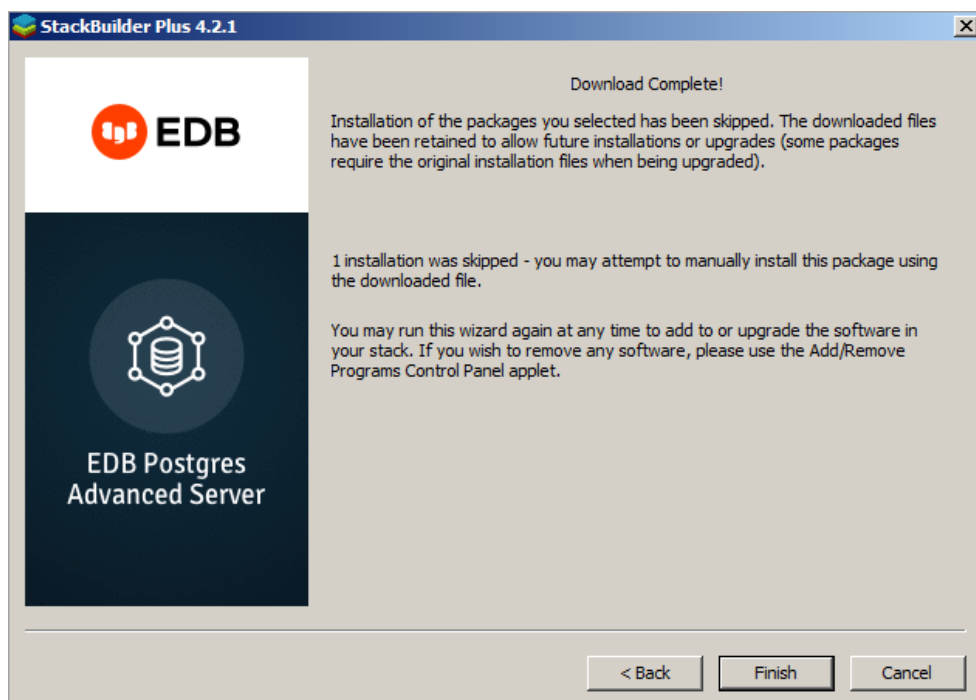 StackBuilder Plus 4.2.1
EDB
Download Complete!
Installation of the packages you selected has been skipped. The downloaded files
have been retained to allow future installations or upgrades (some packages
require the original installation files when being upgraded).
1 installation was skipped - you may attempt to manually install this package using
the downloaded file.
You may run this wizard again at any time to add to or upgrade the software in
your stack. If you wish to remove any software, please use the Add/Remove
Programs Control Panel applet.
EDB Postgres
Advanced Server
< Back
Finish
Cancel